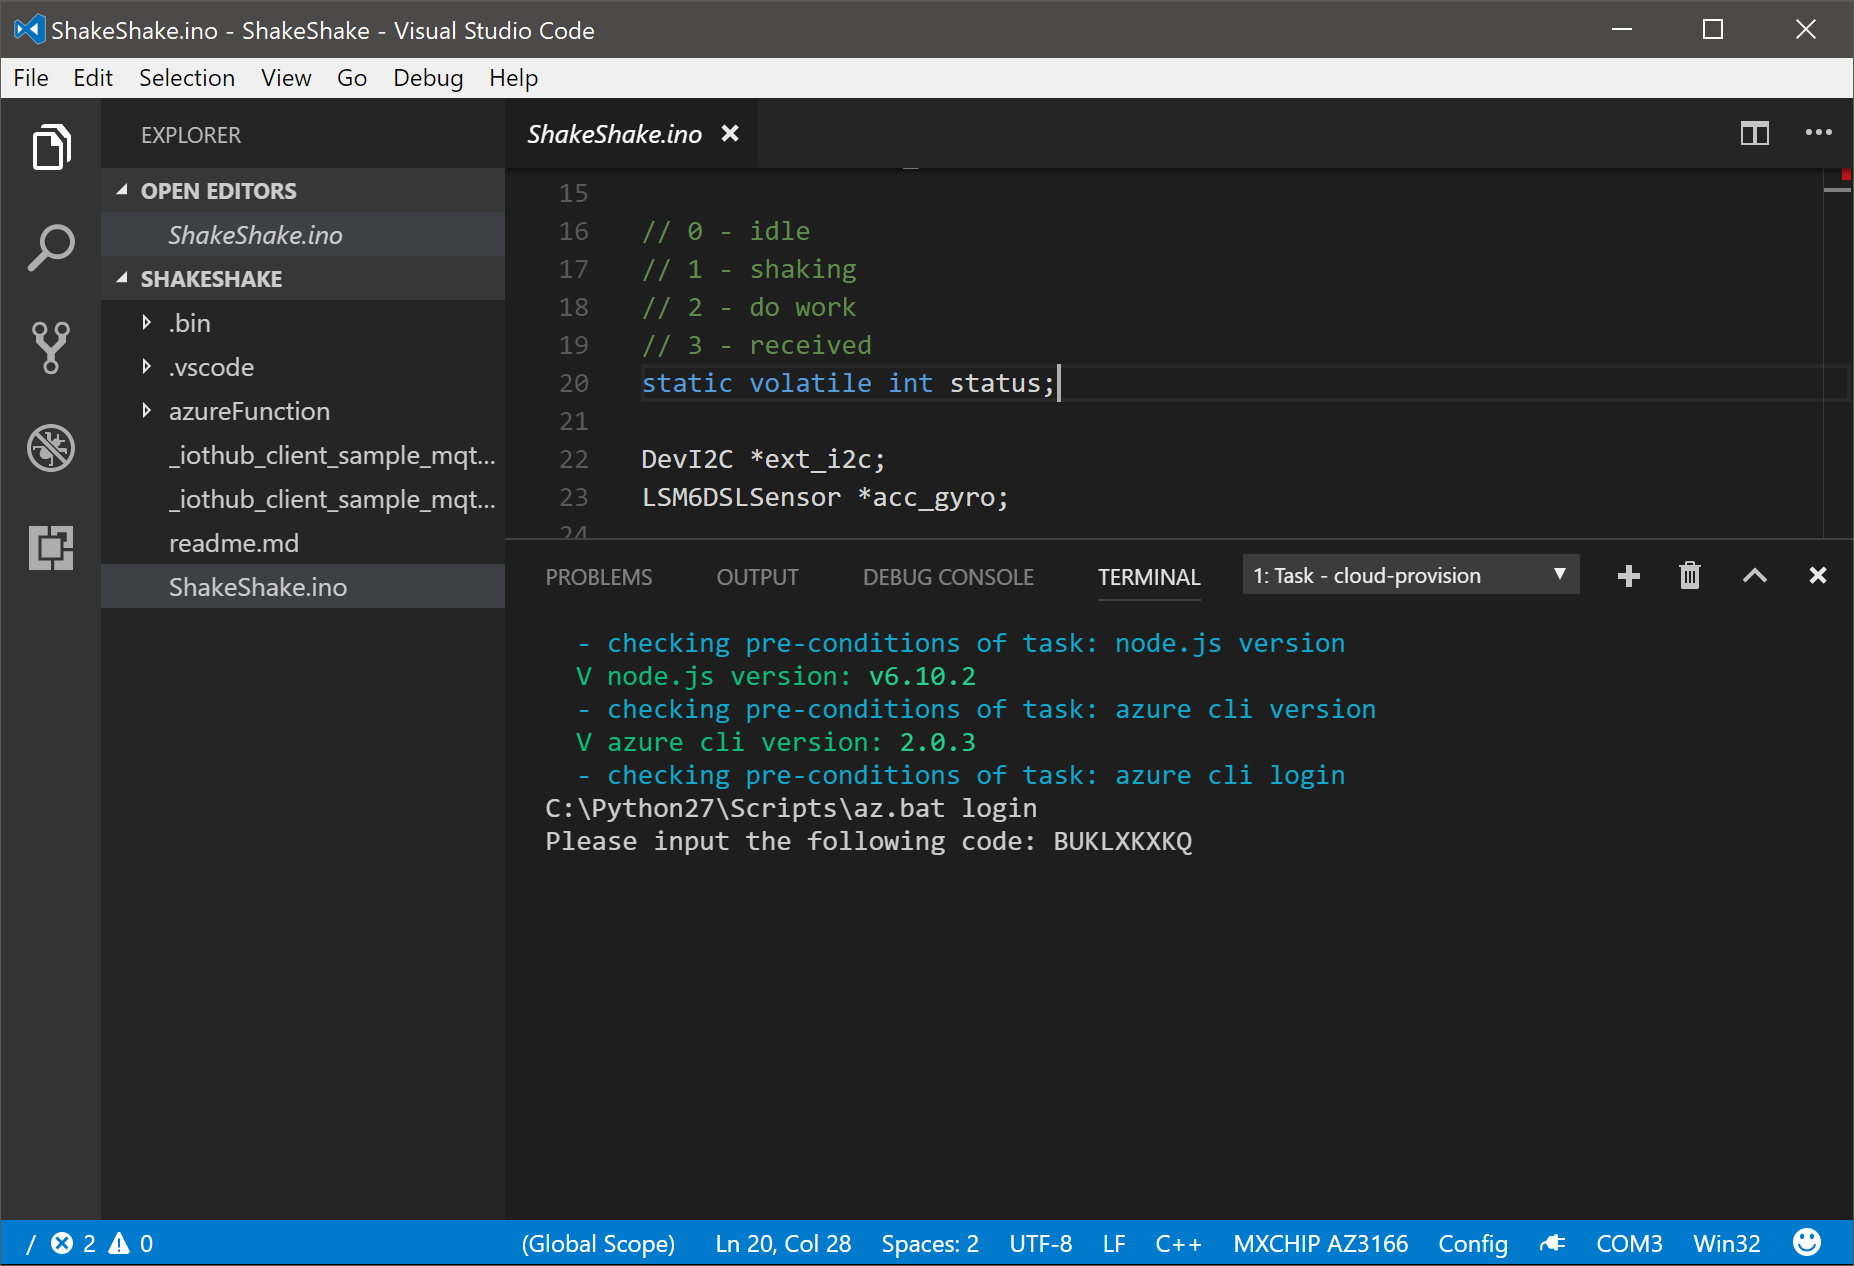 ShakeShake.ino - ShakeShake - Visual Studio Code
File Edit Selection View Go Debug Help
EXPLORER
OPEN EDITORS
ShakeShake.ino
SHAKESHAKE
.bin
.vscode
azureFunction
_iothub_client_sample_mqt...
_iothub_client_sample_mqt...
readme.md
ShakeShake.ino
ShakeShake.ino
15
16 // 0 - idle
17 // 1 - shaking
18 // 2 - do work
19 // 3 - received
20 static volatile int status;
21
22 DevI2C *ext_i2c;
23 LSM6DSLSensor *acc_gyro;
24
PROBLEMS OUTPUT DEBUG CONSOLE TERMINAL 1: Task - cloud-provision
- checking pre-conditions of task: node.js version
V node.js version: v6.10.2
- checking pre-conditions of task: azure cli version
V azure cli version: 2.0.3
- checking pre-conditions of task: azure cli login
C:\Python27\Scripts\az.bat login
Please input the following code: BUKLXKXKQ
/ 2 0 (Global Scope) Ln 20, Col 28 Spaces: 2 UTF-8 LF C++ MXCHIP AZ3166 Config COM3 Win32